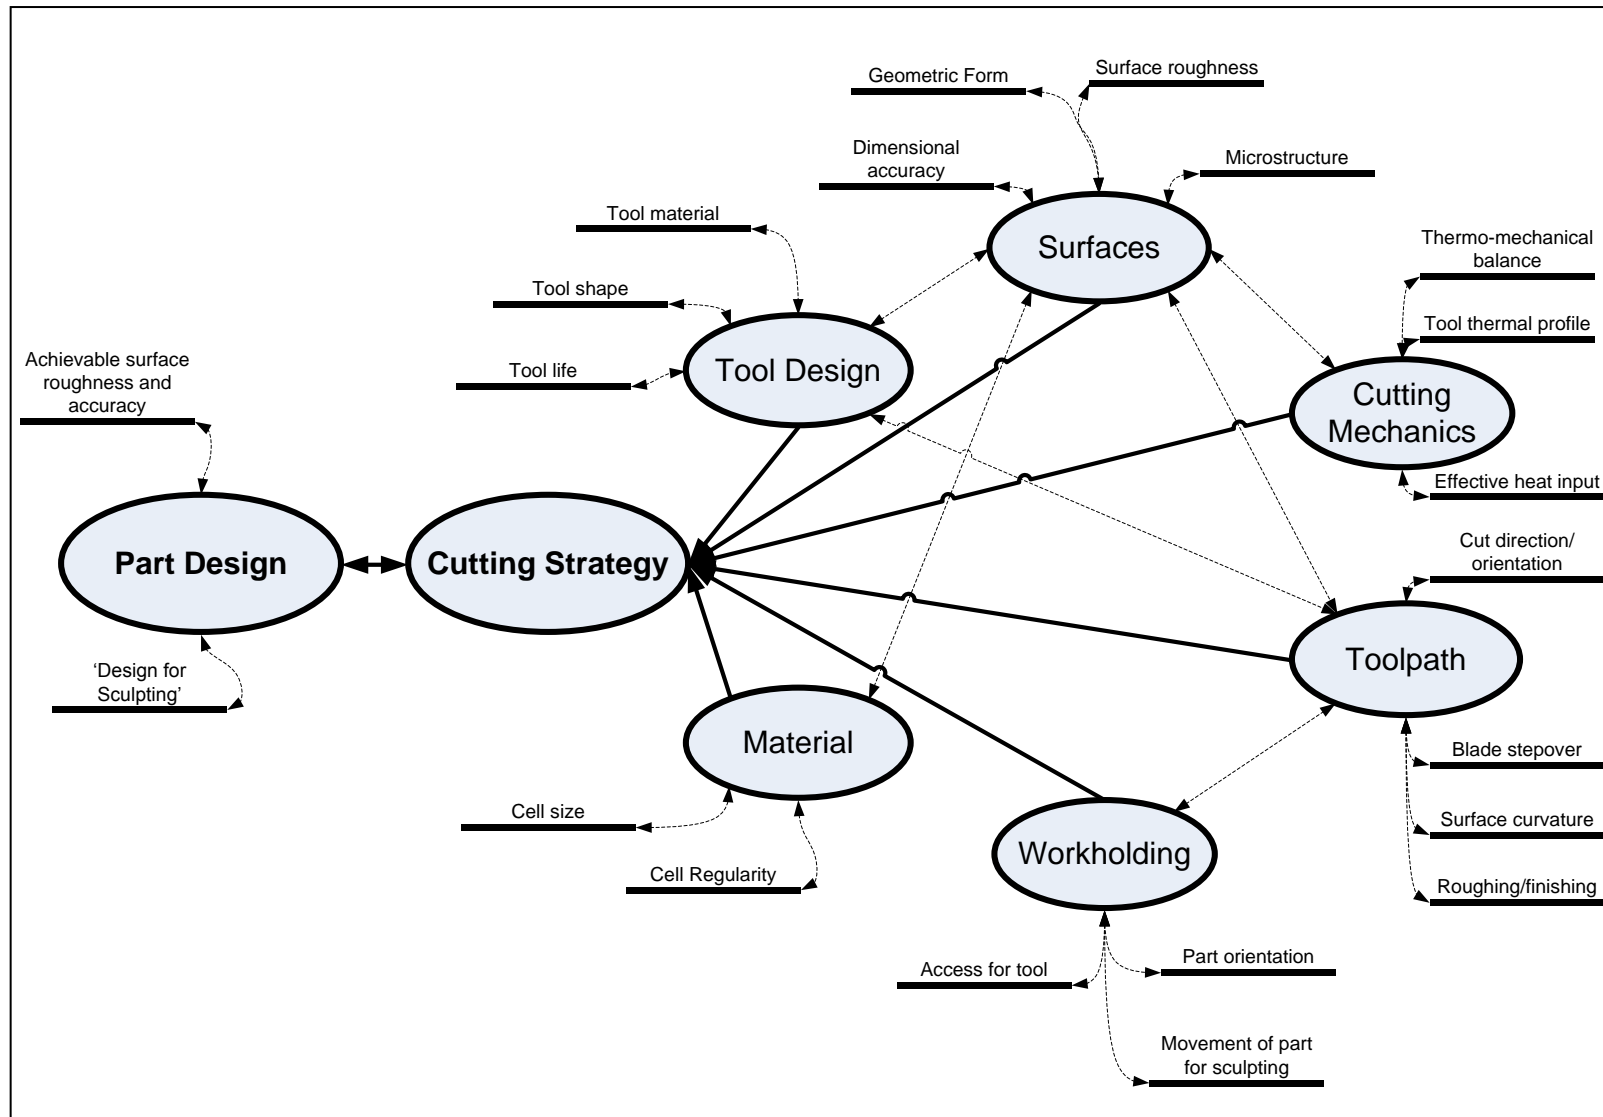 Geometric Form
Surface roughness
Dimensional
accuracy
Microstructure
Tool material
Surfaces
Thermo-mechanical
balance
Tool shape
Tool thermal profile
Achievable surface
roughness and
accuracy
Tool life
Tool Design
Cutting
Mechanics
Effective heat input
Part Design
Cutting Strategy
Cut direction/
orientation
Toolpath
‘Design for
Sculpting’
Material
Blade stepover
Cell size
Surface curvature
Workholding
Cell Regularity
Roughing/finishing
Access for tool
Part orientation
Movement of part
for sculpting